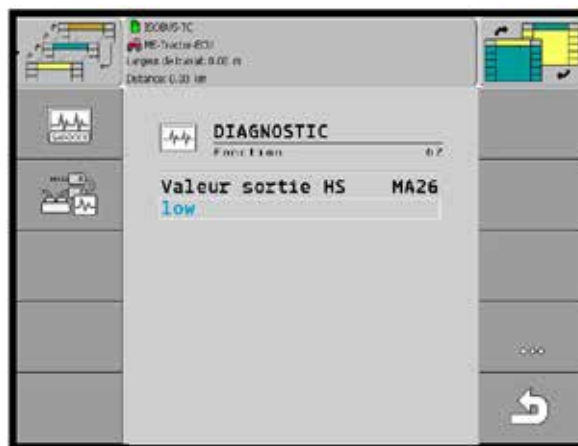 ISOBUS-TC
ME-Tractor-ECU
Largeur de travail: 0.00 m
Distance: 0.00 km
DIAGNOSTIC
Fonction
Valeur sortie HS MA26
low